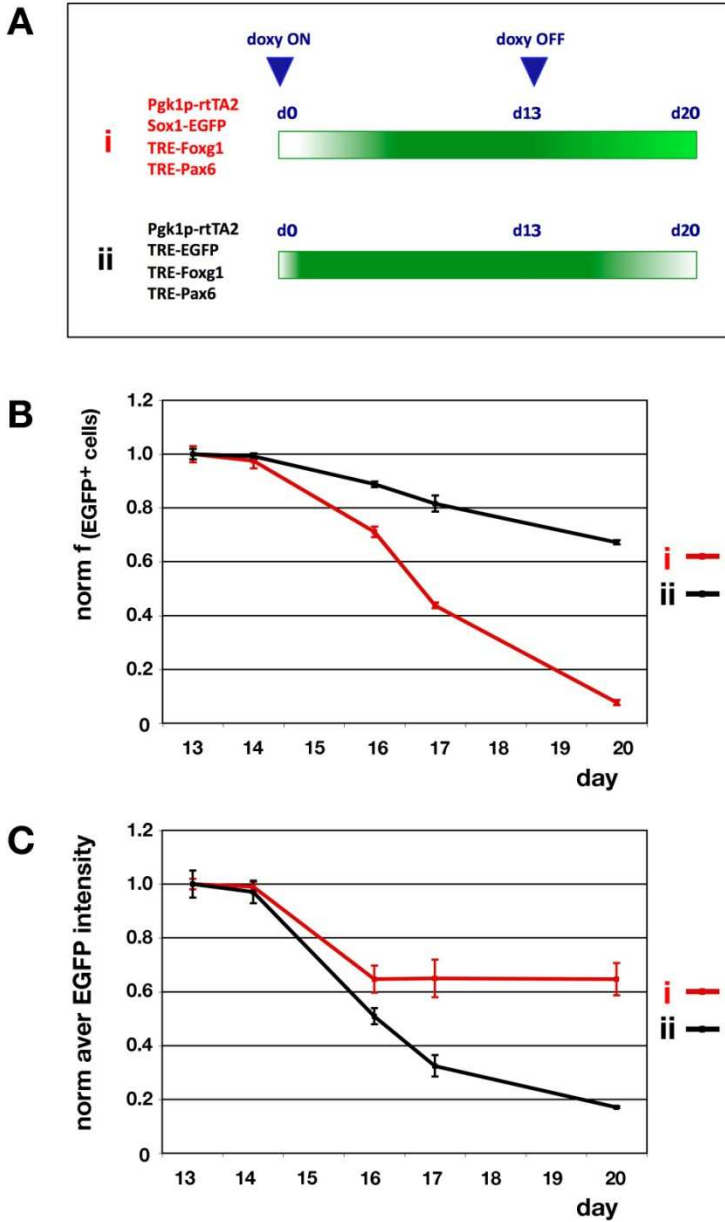 A
doxy ON
doxy OFF
i
Pgk1p-rtTA2
Sox1-EGFP
TRE-Foxg1
TRE-Pax6
d0
d13
d20
ii
Pgk1p-rtTA2
TRE-EGFP
TRE-Foxg1
TRE-Pax6
d0
d13
d20
B
norm f (EGFP+ cells)
1.2
1.0
0.8
0.6
0.4
0.2
0
13 14 15 16 17 18 19 20
day
i
ii
C
norm aver EGFP intensity
1.2
1.0
0.8
0.6
0.4
0.2
0
13 14 15 16 17 18 19 20
day
i
ii